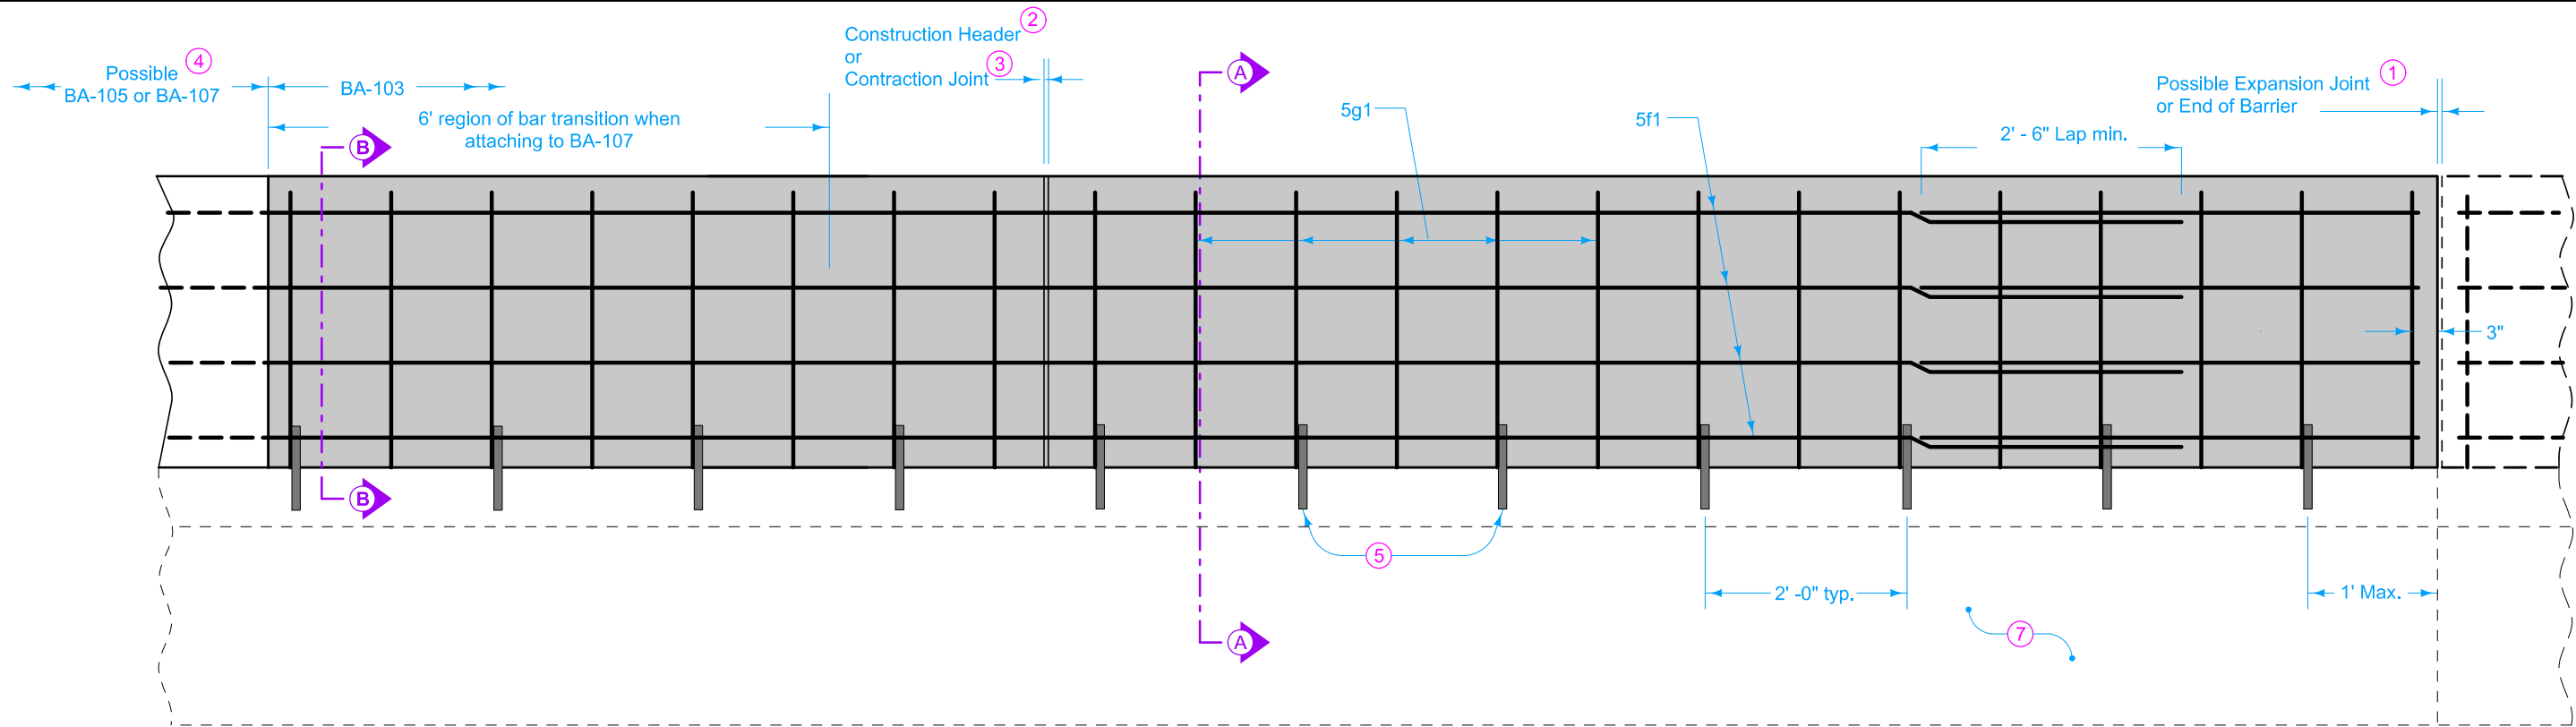 Possible 4
BA-105 or BA-107
BA-103
6' region of bar transition when
attaching to BA-107
Construction Header 2
or
Contraction Joint 3
A
5g1
5f1
2' - 6" Lap min.
Possible Expansion Joint 1
or End of Barrier
B
3"
B
5
2' -0" typ.
1' Max.
A
7